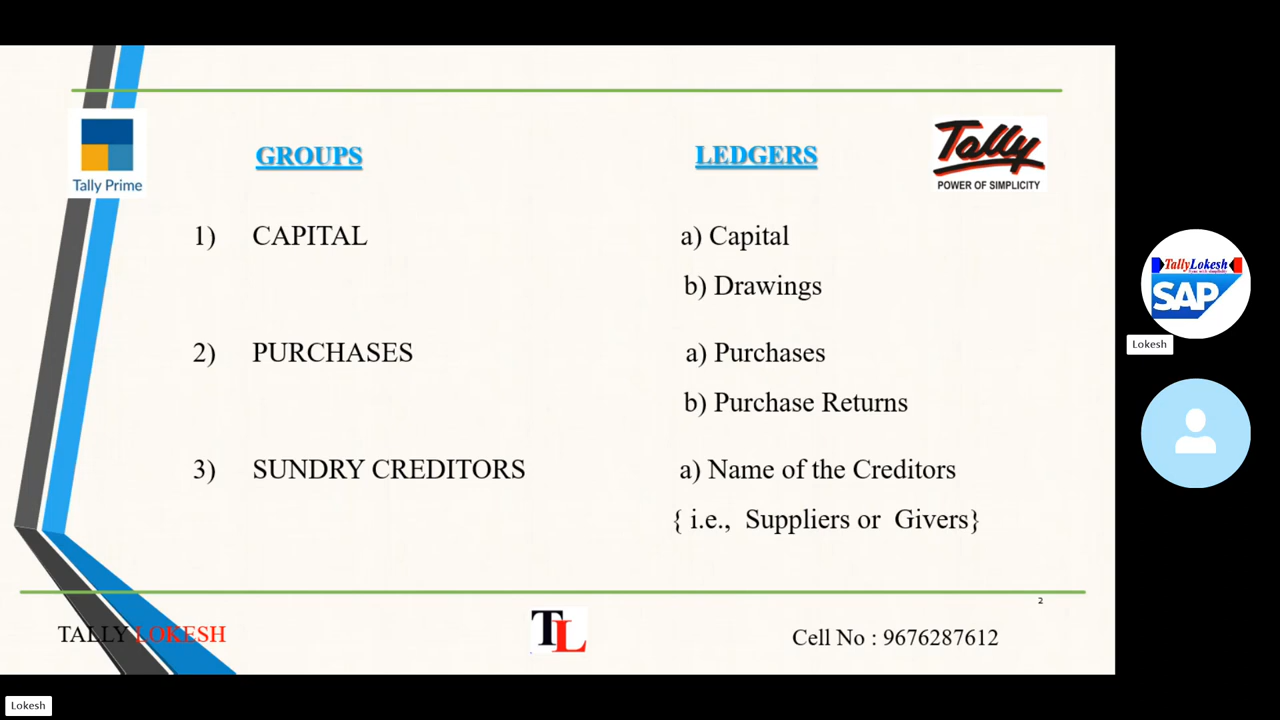 GROUPS LEDGERS
Tally
POWER OF SIMPLICITY
Tally Prime
1) CAPITAL a) Capital
b) Drawings
2) PURCHASES a) Purchases
b) Purchase Returns
3) SUNDRY CREDITORS a) Name of the Creditors
{ i.e., Suppliers or Givers}
2
TALLY LOKESH TL Cell No : 9676287612
TallyLokesh
SAP
Lokesh
Lokesh